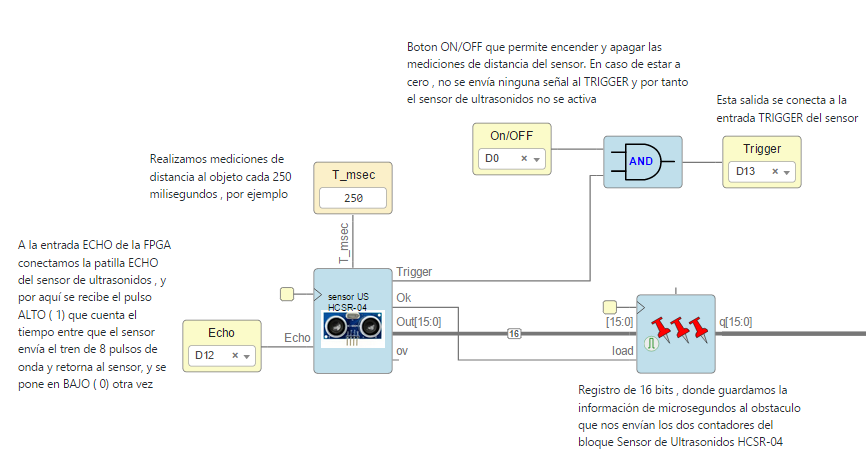 Boton ON/OFF que permite encender y apagar las
mediciones de distancia del sensor. En caso de estar a
cero , no se envía ninguna señal al TRIGGER y por tanto
el sensor de ultrasonidos no se activa
Esta salida se conecta a la
entrada TRIGGER del sensor
On/OFF
D0
AND
Trigger
D13
Realizamos mediciones de
distancia al objeto cada 250
milisegundos , por ejemplo
T_msec
250
T_msec
A la entrada ECHO de la FPGA
conectamos la patilla ECHO
del sensor de ultrasonidos , y
por aquí se recibe el pulso
ALTO ( 1) que cuenta el
tiempo entre que el sensor
envía el tren de 8 pulsos de
onda y retorna al sensor, y se
pone en BAJO ( 0) otra vez
Echo
D12
Echo
sensor US
HCSR-04
Trigger
Ok
Out[15:0]
ov
16
[15:0]
load
q[15:0]
Registro de 16 bits , donde guardamos la
información de microsegundos al obstaculo
que nos envían los dos contadores del
bloque Sensor de Ultrasonidos HCSR-04